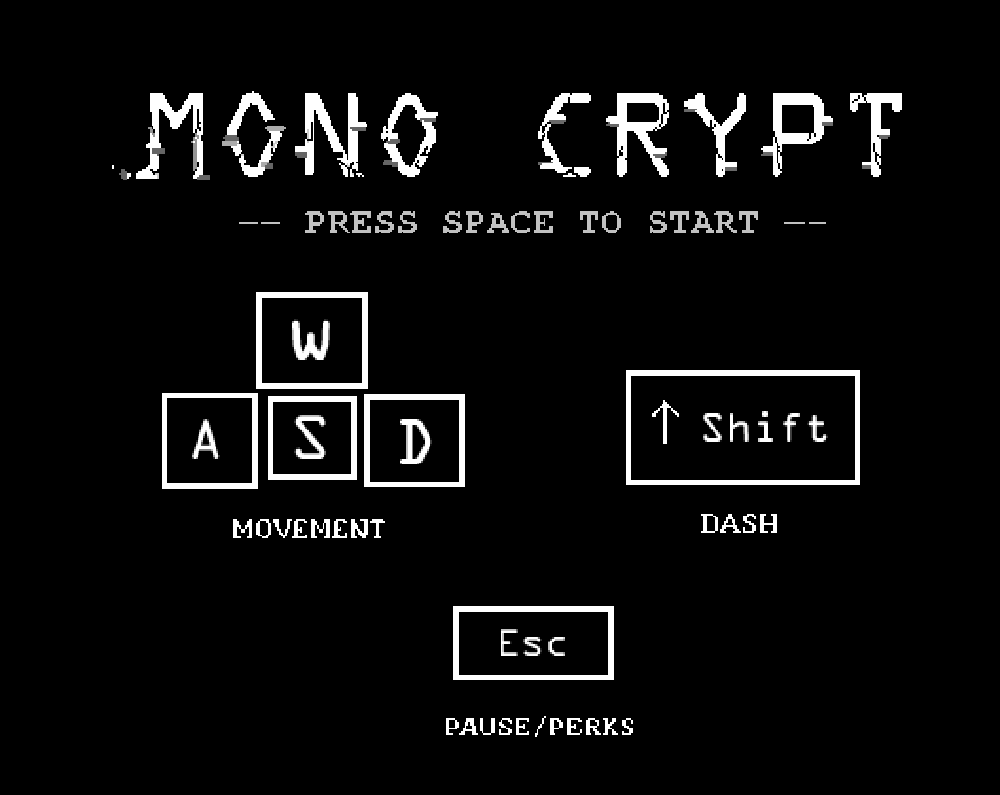 MONO CRYPT
—— PRESS SPACE TO START ——
W
A S D
↑ Shift
MOVEMENT
DASH
Esc
PAUSE/PERKS